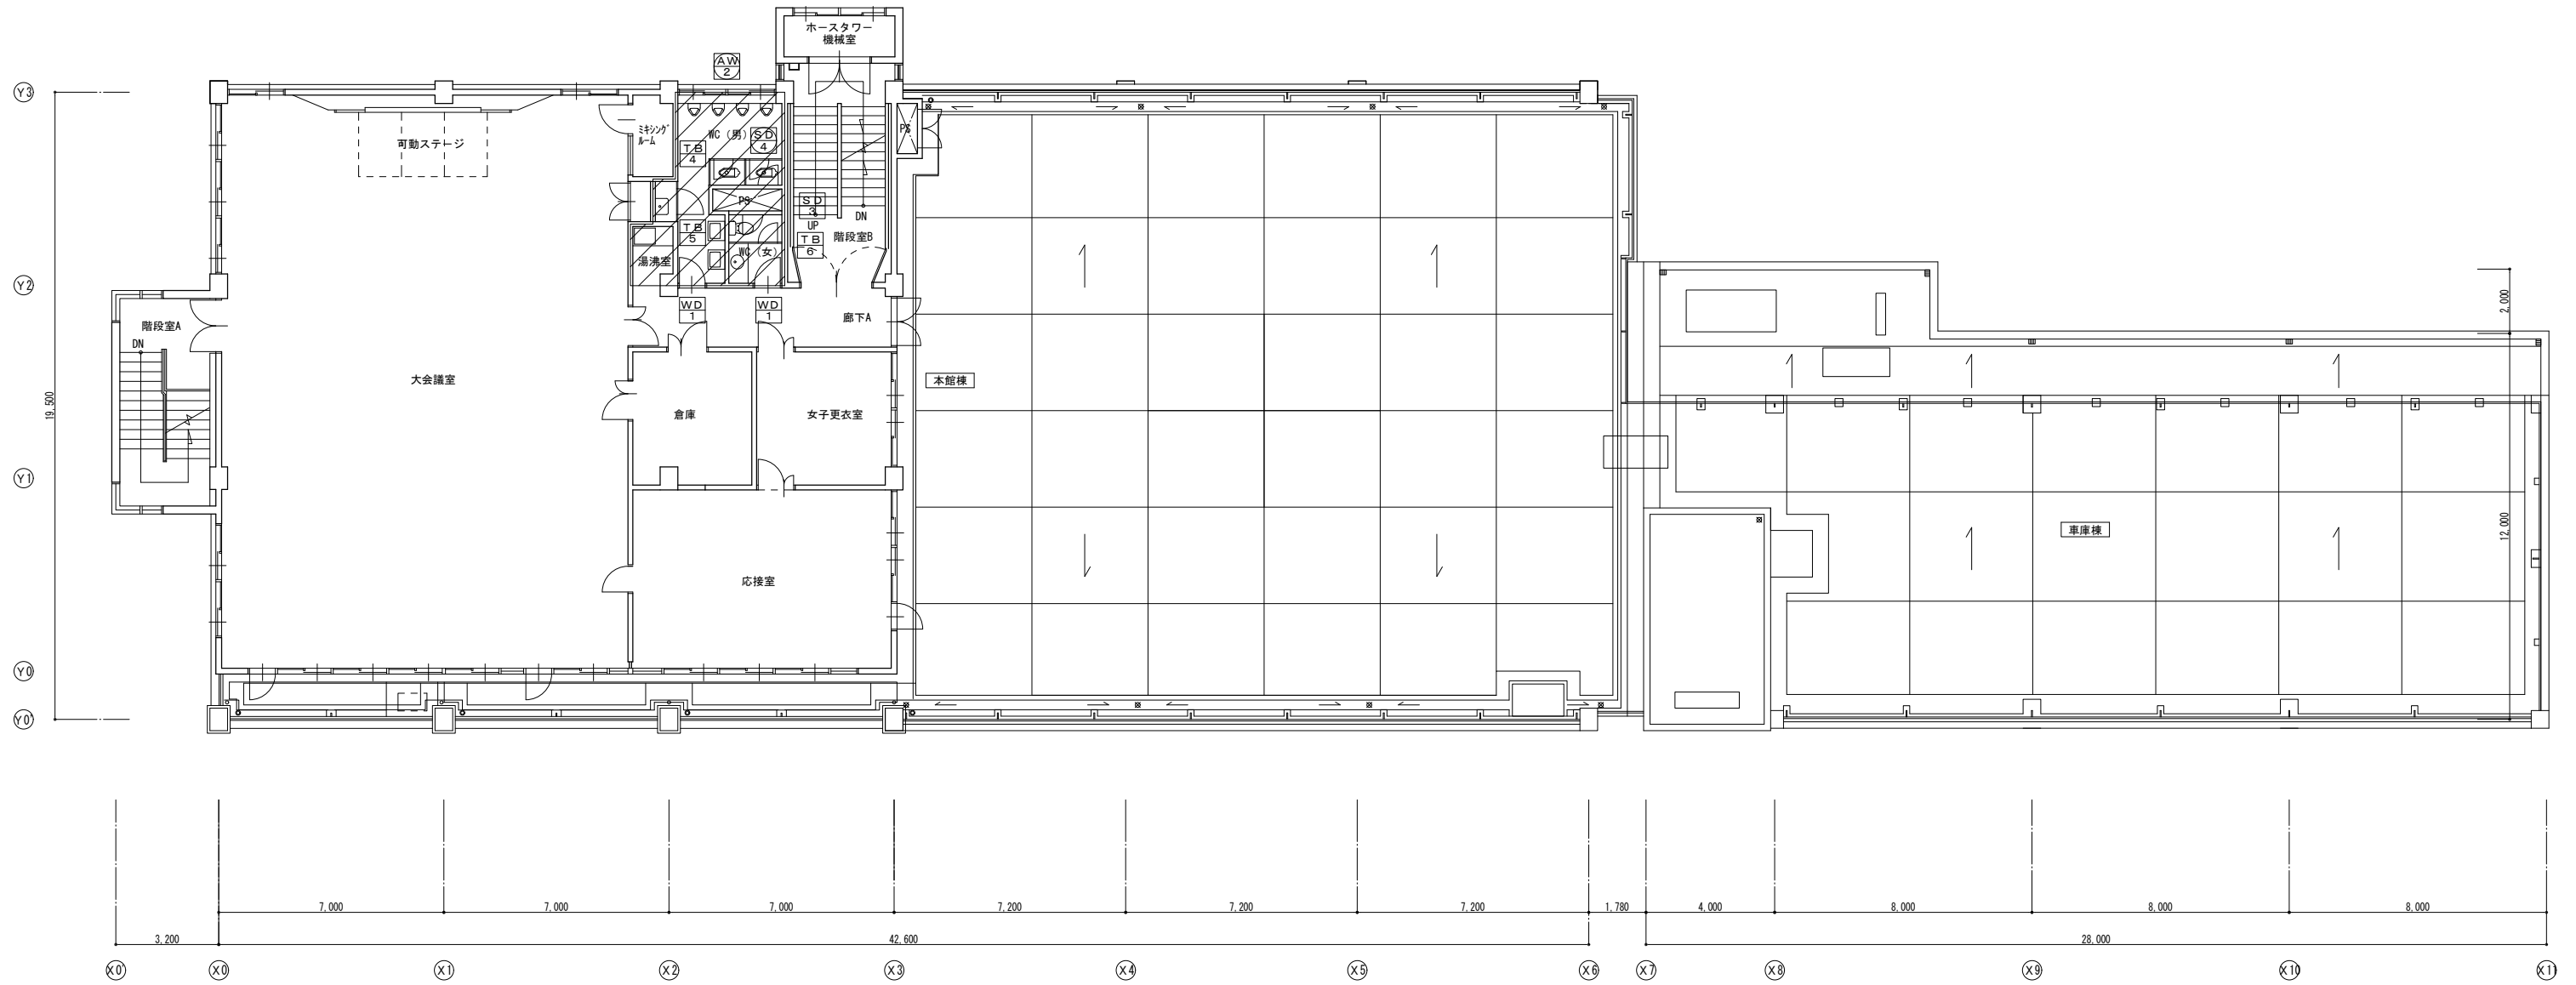 ホースタワー
機械室
AW
2
Y3
ミキシング
ルーム
WC（男）
SD
4
TB
4
PS
可動ステージ
PS
SD
3
DN
UP
TB
5
TB
6
階段室B
湯沸室
WC（女）
Y2
WD
1
WD
1
廊下A
階段室A
DN
2,000
大会議室
本館棟
19,500
倉庫
女子更衣室
Y1
車庫棟
12,000
応接室
Y0
Y0'
7,000
7,000
7,000
7,200
7,200
7,200
1,780
4,000
8,000
8,000
8,000
3,200
42,600
28,000
X0'
X0
X1
X2
X3
X4
X5
X6
X7
X8
X9
X10
X11